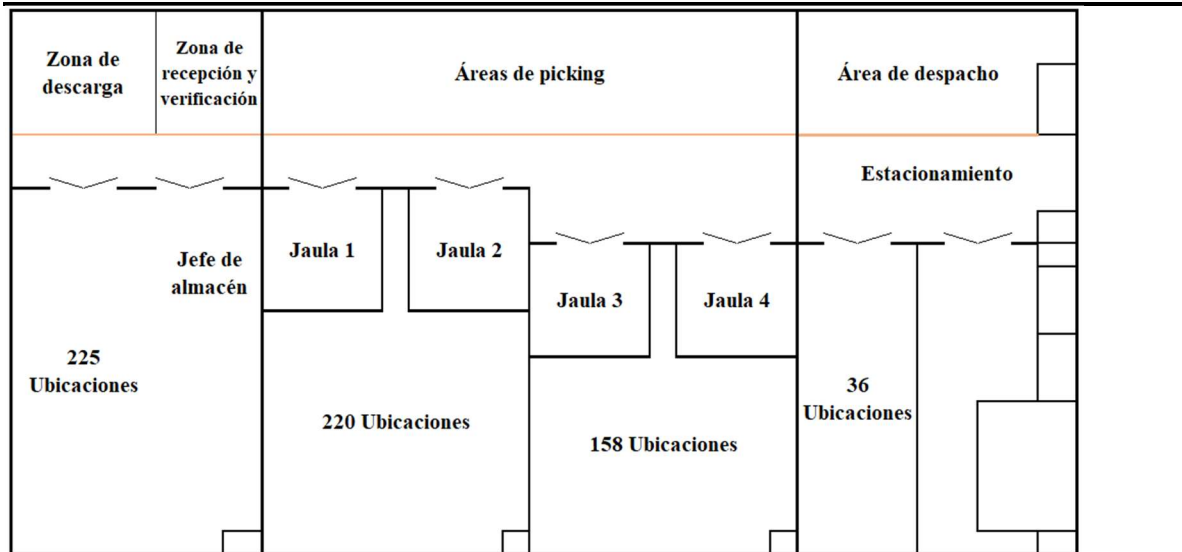 Zona de
descarga
Zona de
recepción y
verificación
Áreas de picking
Área de despacho
Estacionamiento
Jefe de
almacén
Jaula 1
Jaula 2
Jaula 3
Jaula 4
225
Ubicaciones
220 Ubicaciones
158 Ubicaciones
36
Ubicaciones